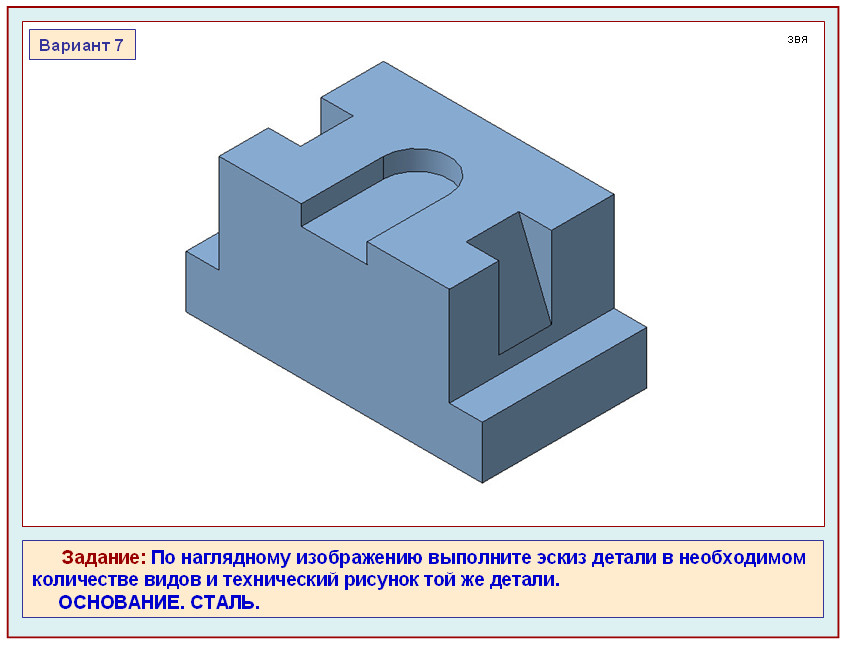 Вариант 7
ЗВЯ
Задание: По наглядному изображению выполните эскиз детали в необходимом
количестве видов и технический рисунок той же детали.
ОСНОВАНИЕ. СТАЛЬ.